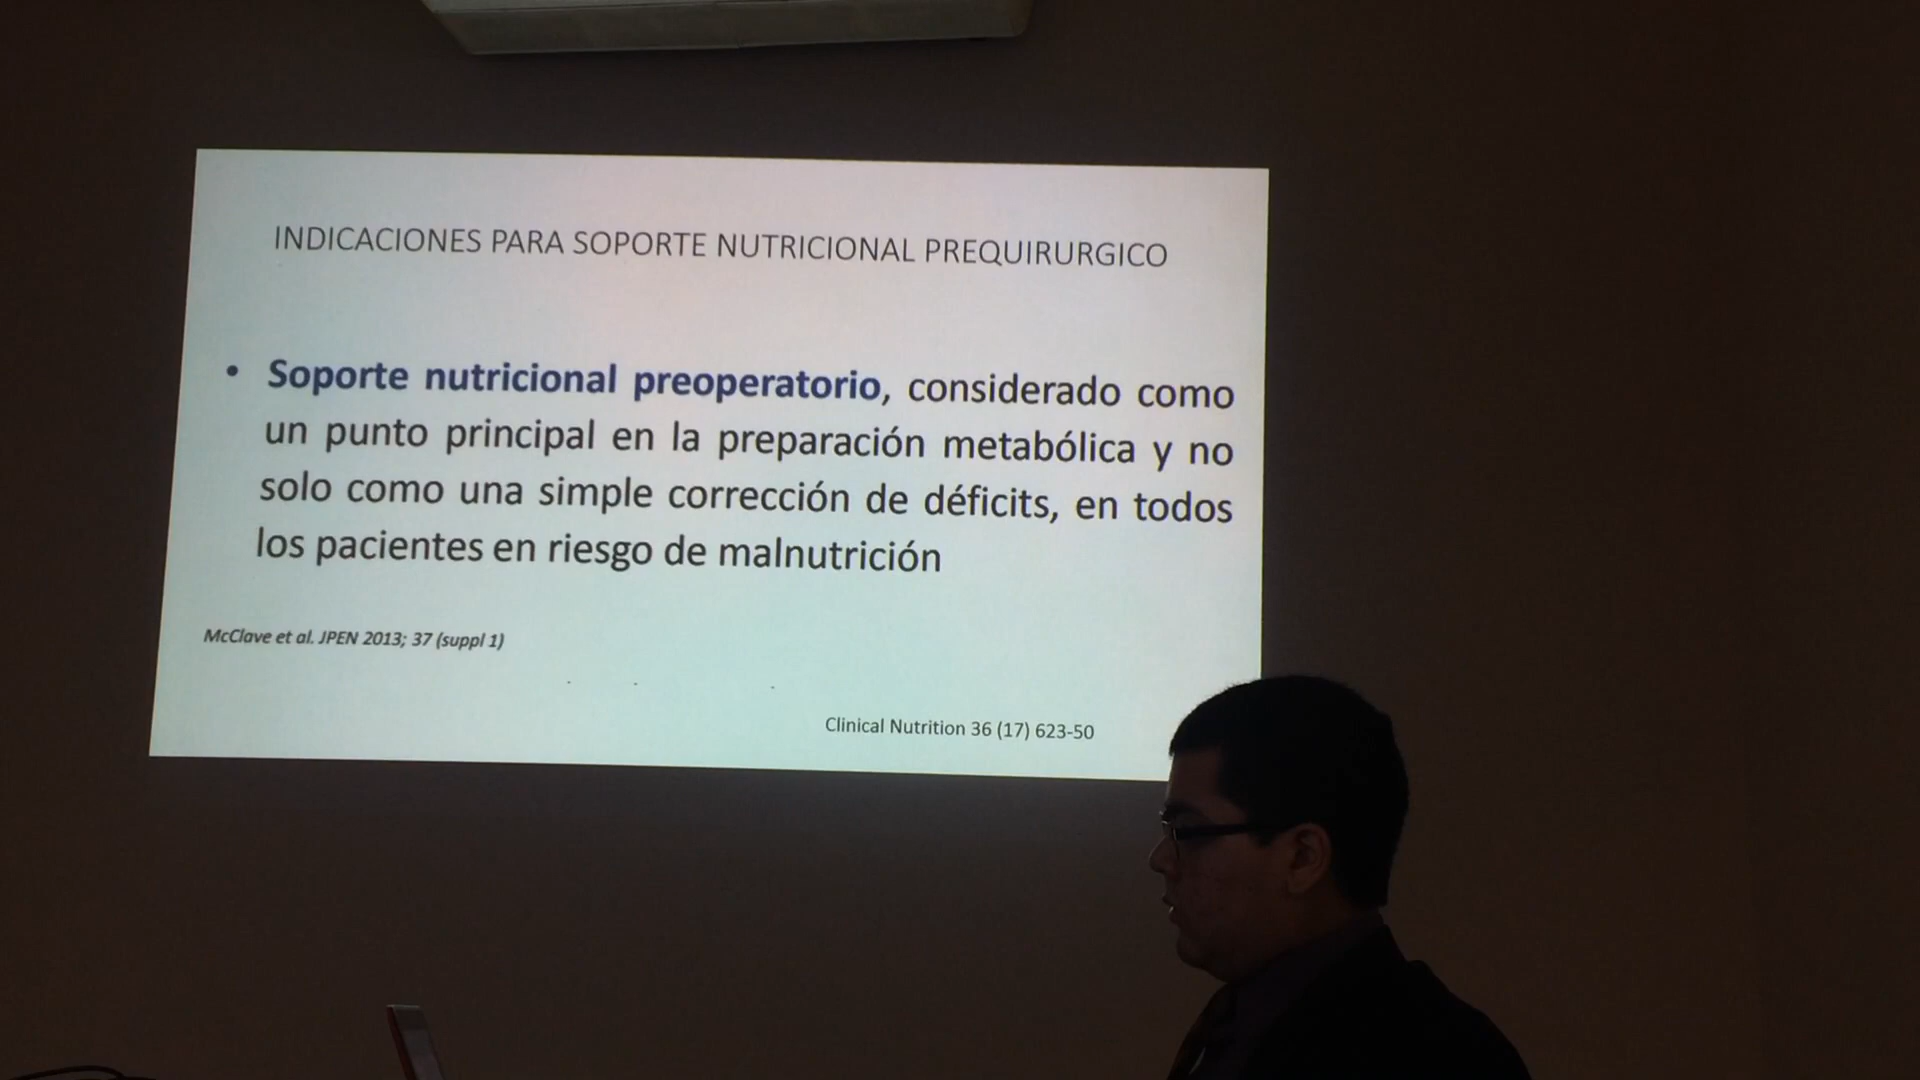 INDICACIONES PARA SOPORTE NUTRICIONAL PREQUIRURGICO
• Soporte nutricional preoperatorio, considerado como
un punto principal en la preparación metabólica y no
solo como una simple corrección de déficits, en todos
los pacientes en riesgo de malnutrición
McClave et al. JPEN 2013; 37 (suppl 1)
Clinical Nutrition 36 (17) 623-50